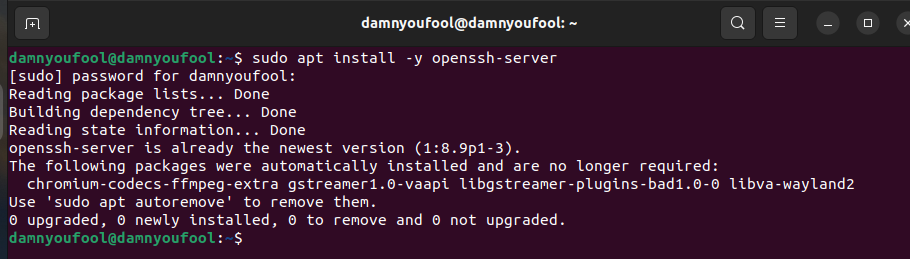 damnyoufool@damnyoufool: ~
damnyoufool@damnyoufool:~$ sudo apt install -y openssh-server
[sudo] password for damnyoufool:
Reading package lists... Done
Building dependency tree... Done
Reading state information... Done
openssh-server is already the newest version (1:8.9p1-3).
The following packages were automatically installed and are no longer required:
  chromium-codecs-ffmpeg-extra gstreamer1.0-vaapi libgstreamer-plugins-bad1.0-0 libva-wayland2
Use 'sudo apt autoremove' to remove them.
0 upgraded, 0 newly installed, 0 to remove and 0 not upgraded.
damnyoufool@damnyoufool:~$